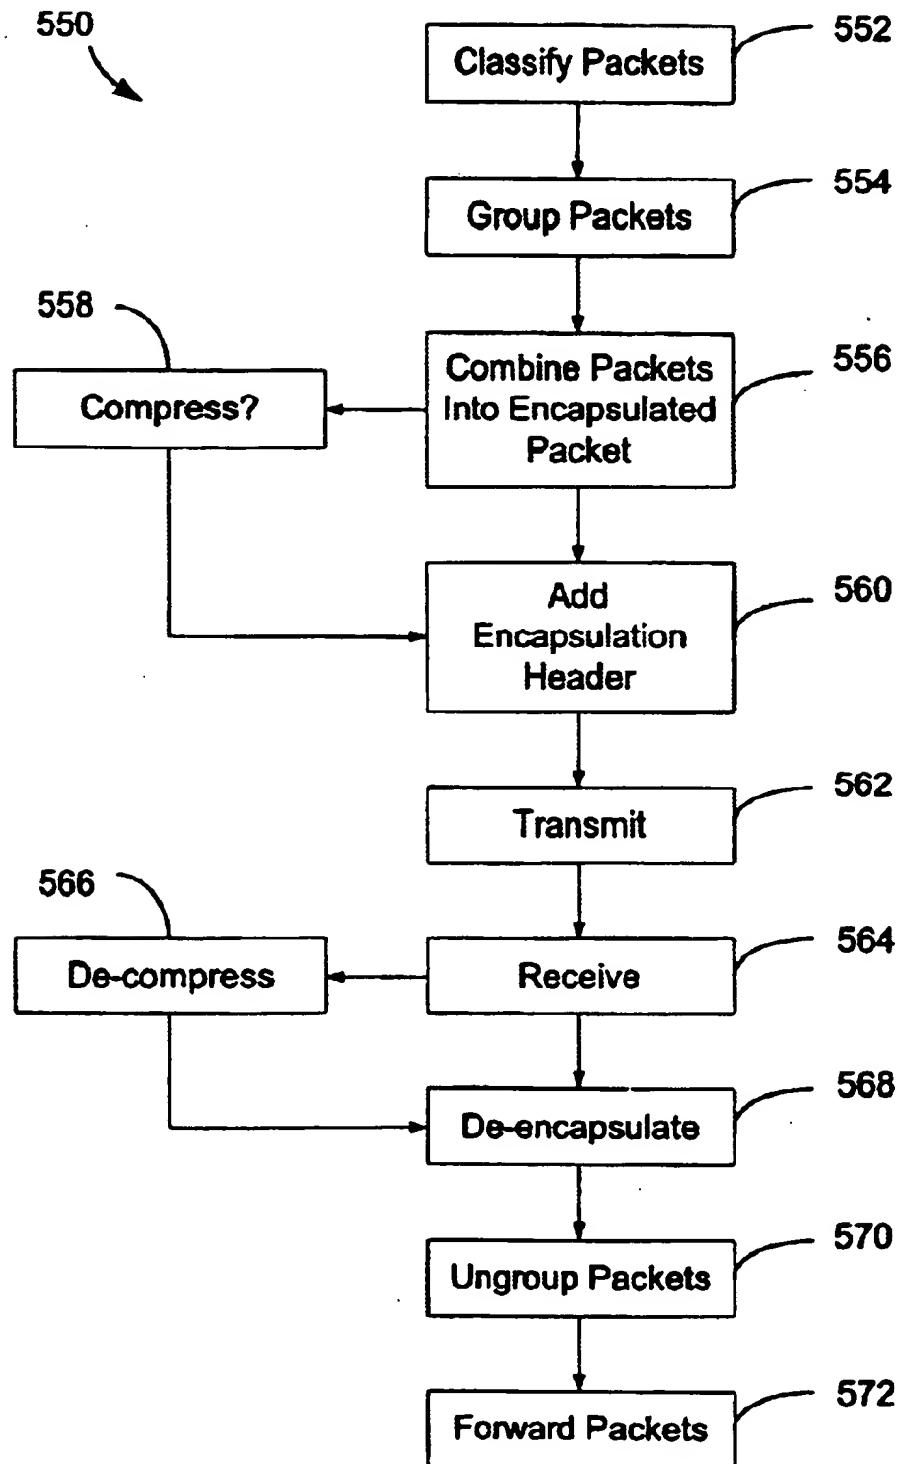 550
552
Classify Packets
554
Group Packets
558
556
Combine Packets
Into Encapsulated
Packet
Compress?
560
Add
Encapsulation
Header
562
Transmit
566
564
De-compress
Receive
568
De-encapsulate
570
Ungroup Packets
572
Forward Packets